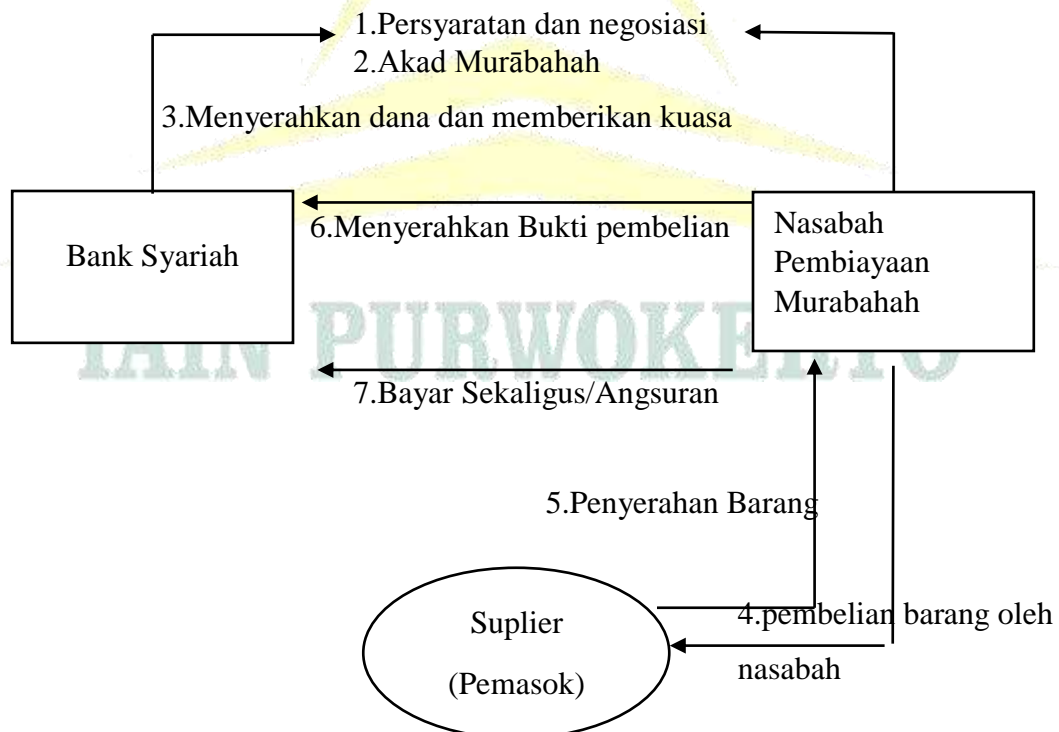 1.Persyaratan dan negosiasi
2.Akad Murābahah
3.Menyerahkan dana dan memberikan kuasa
6.Menyerahkan Bukti pembelian
Bank Syariah
Nasabah
Pembiayaan
Murabahah
IAIN PURWOKERTO
7.Bayar Sekaligus/Angsuran
5.Penyerahan Barang
Suplier
(Pemasok)
4.pembelian barang oleh
nasabah